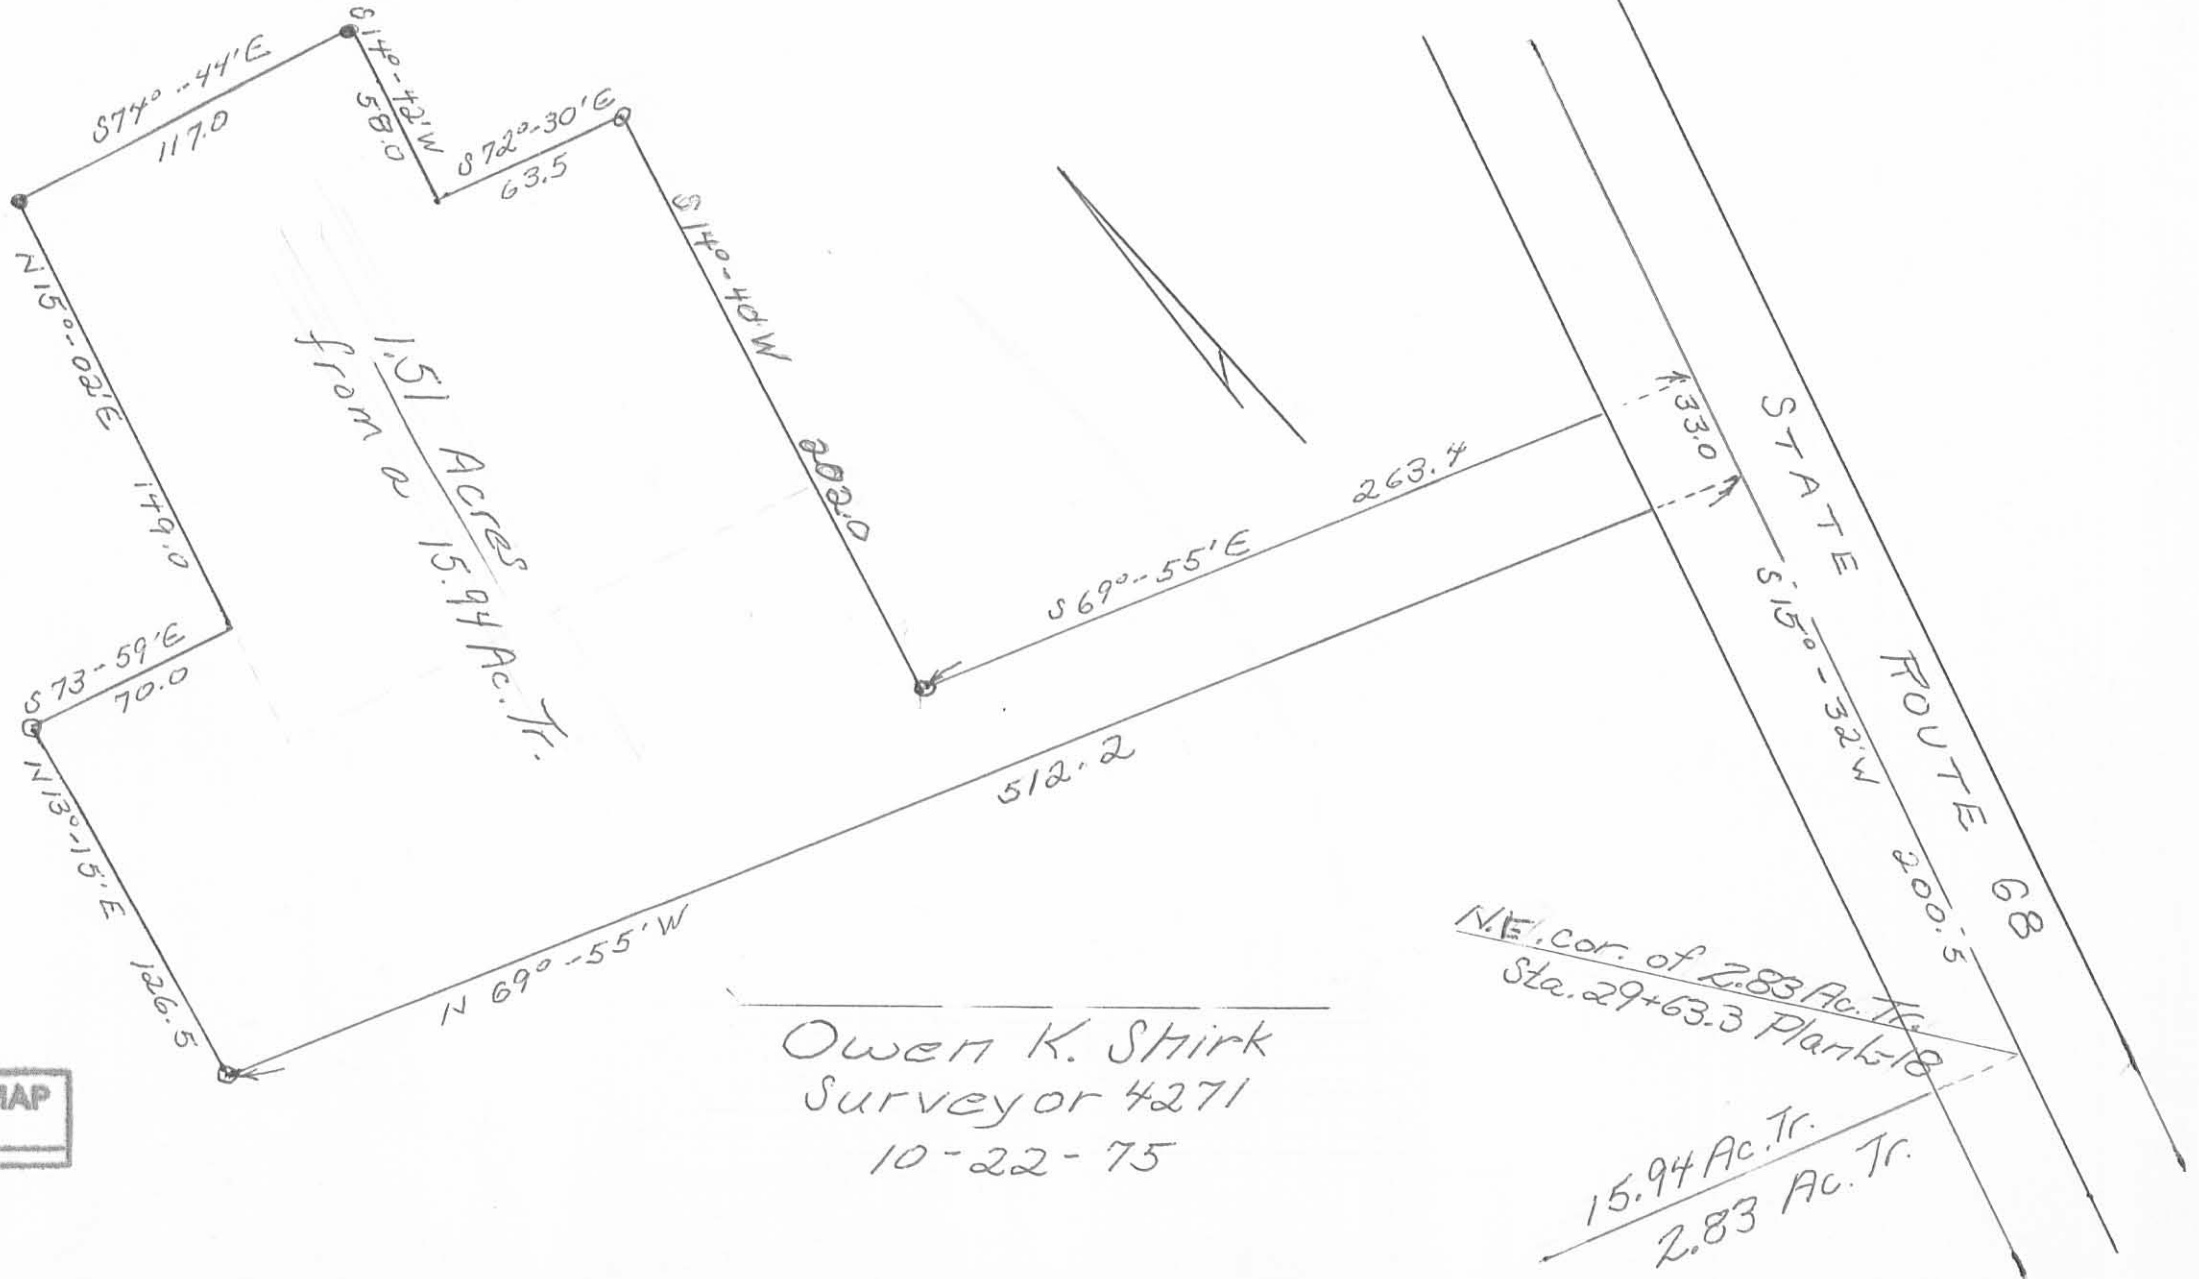 S74°-44'E
117.0
S14°-42'W
58.0
S72°-30'E
63.5
N15°-02'E 149.0
S14°-40'W 202.0
1.51 Acres
from a 15.94 Ac. Tr.
S73-59'E
70.0
N13°-15'E 126.5
S69°-55'E 263.4
33.0
N 69°-55'W 512.2
STATE ROUTE 68
S15°-32'W 200.5
N.E. cor. of 2.83 Ac. Tr.
Sta. 29+63.3
15.94 Ac. Tr.
2.83 Ac. Tr.
Owen K. Shirk
Surveyor 4271
10-22-75
MAP